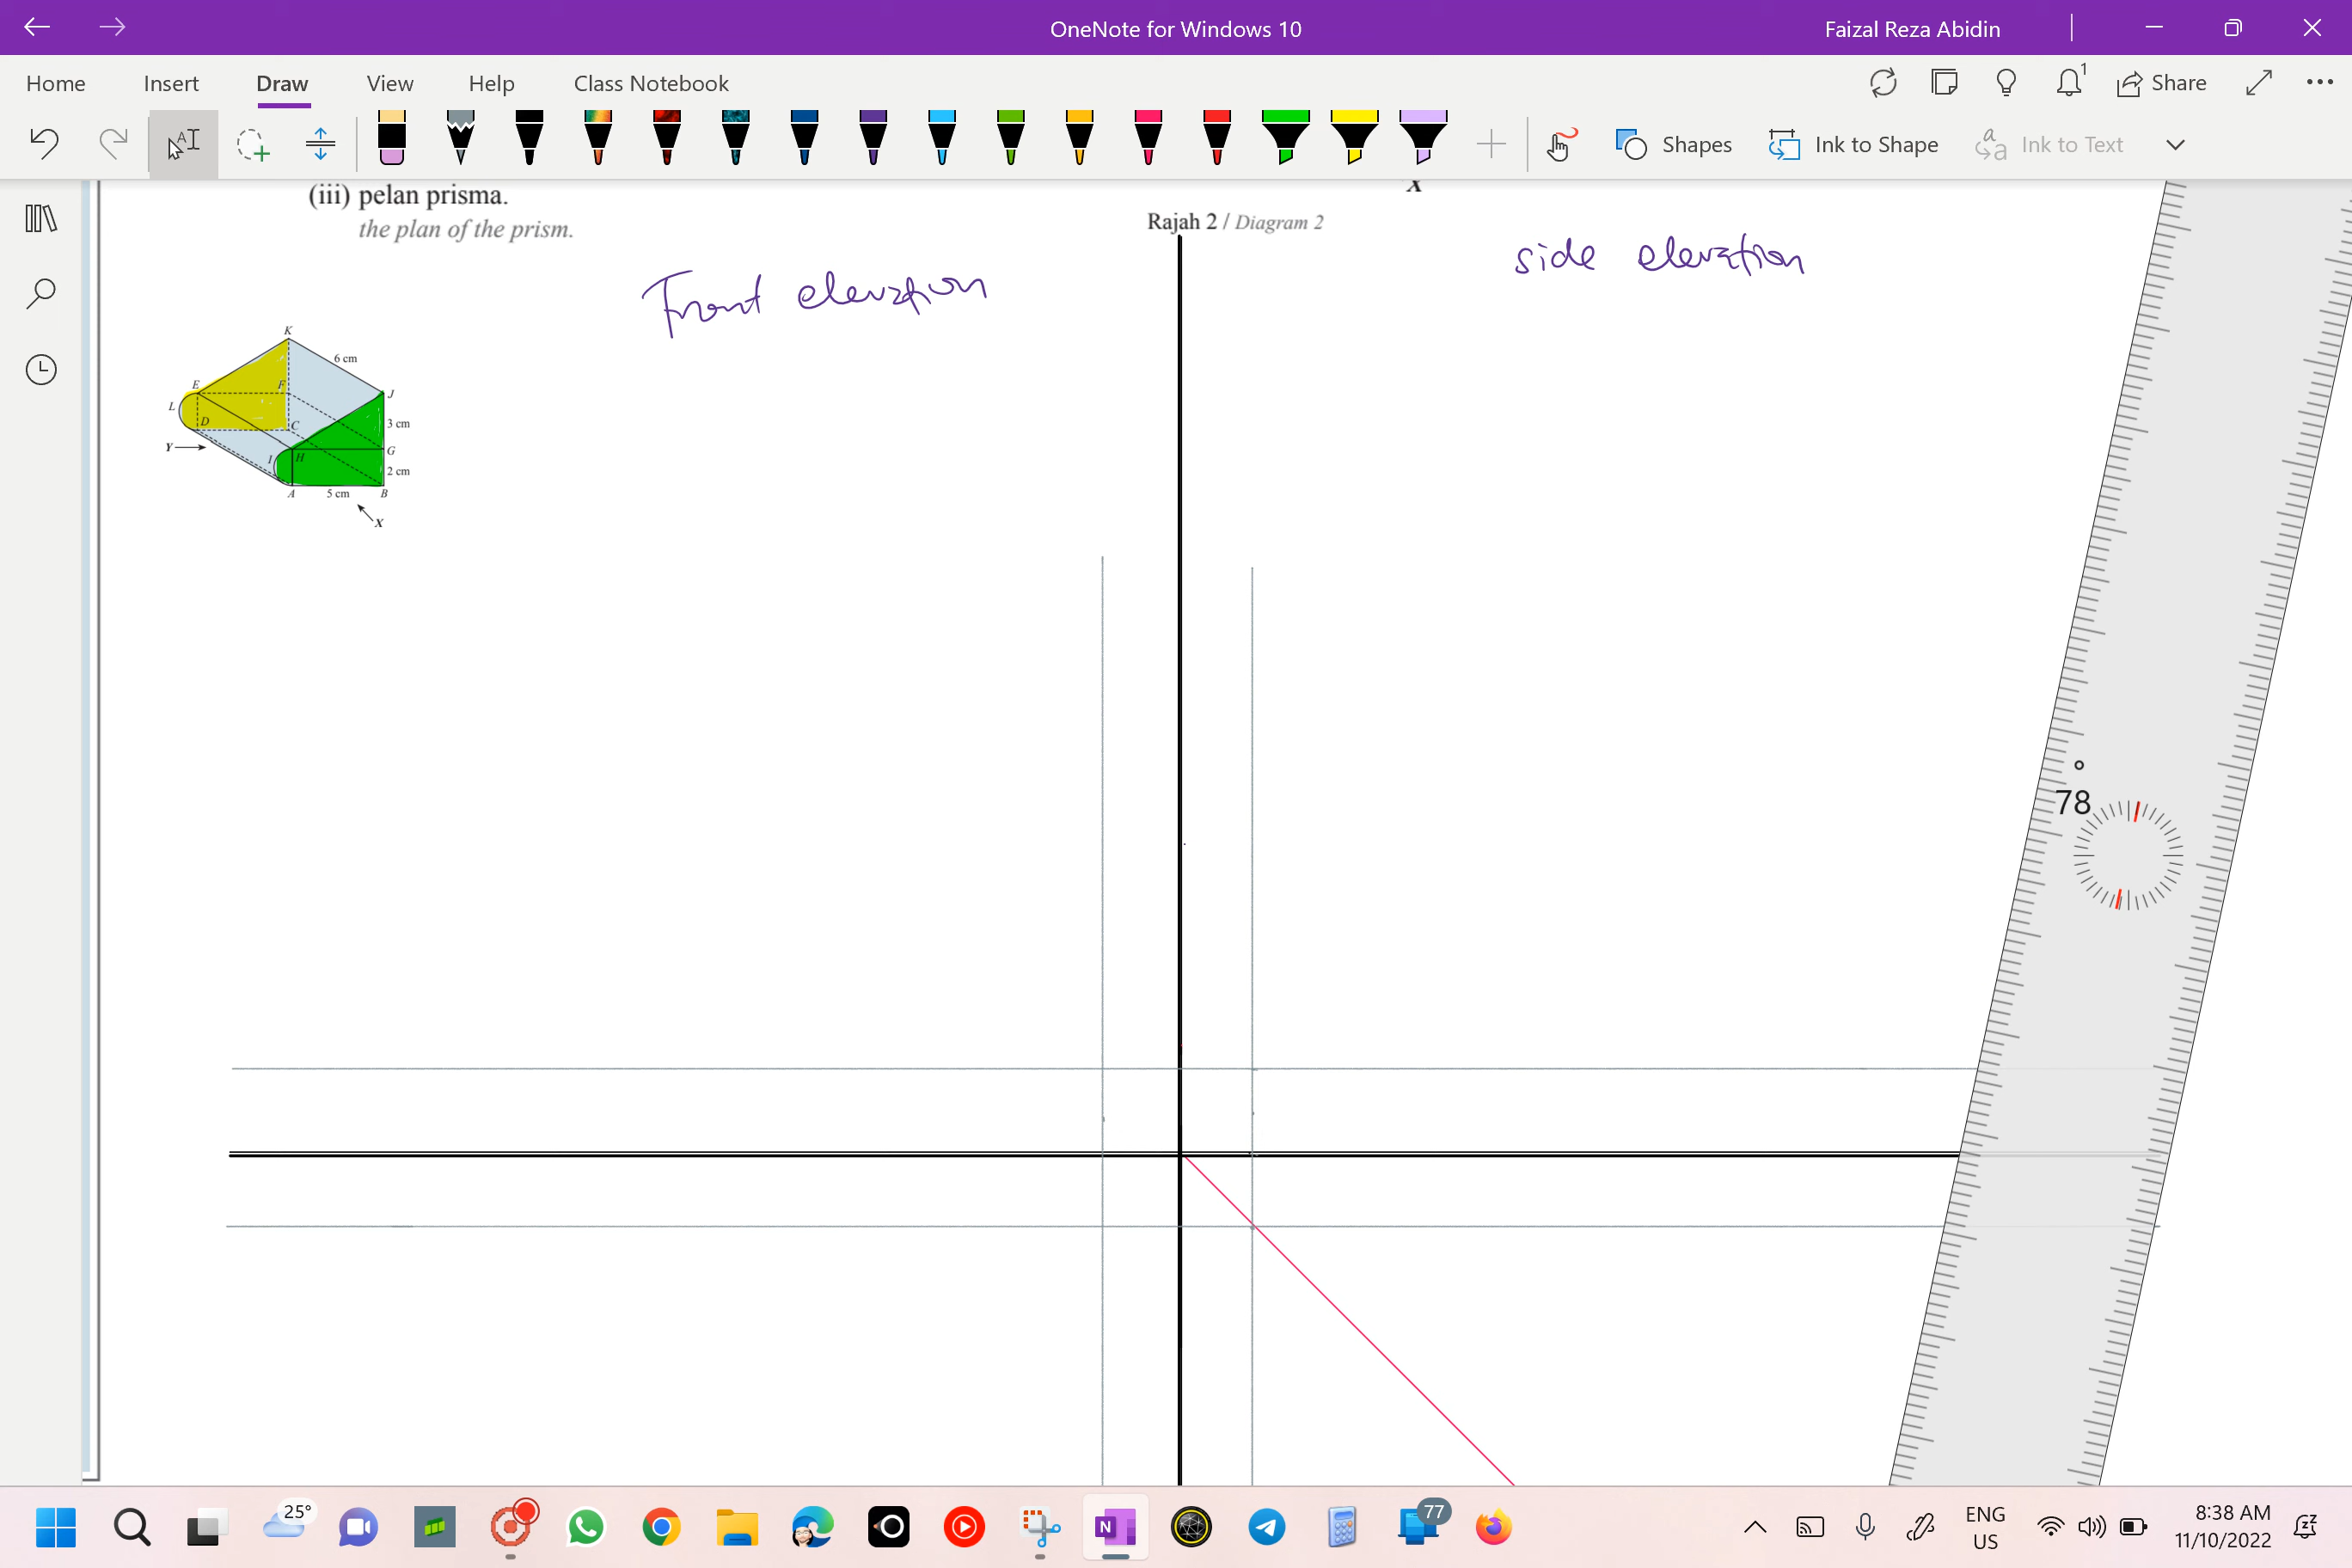 OneNote for Windows 10
Faizal Reza Abidin
Home Insert Draw View Help Class Notebook
1
Share
Shapes
Ink to Shape
Ink to Text
(iii) pelan prisma.
the plan of the prism.
X
Rajah 2 / Diagram 2
Front elevation
side elevation
K
6 cm
E
F
J
L
D
C
3 cm
Y
G
I
H
2 cm
A
5 cm
B
X
78°
25°
N
77
ENG
US
8:38 AM
11/10/2022